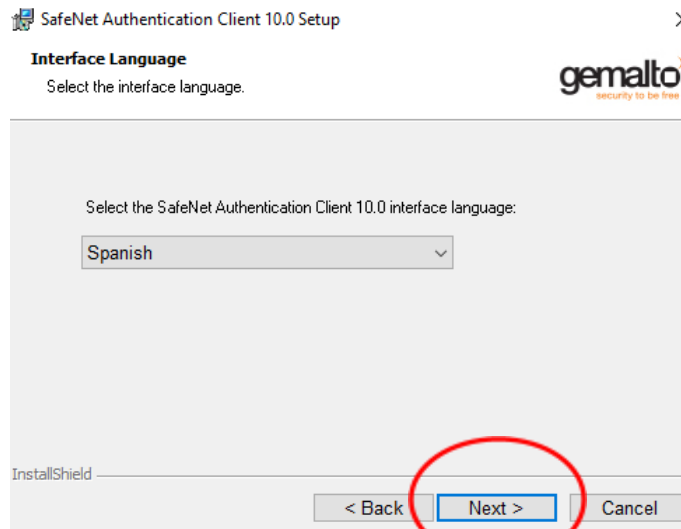 SafeNet Authentication Client 10.0 Setup
Interface Language
Select the interface language.
gemalto
security to be free
Select the SafeNet Authentication Client 10.0 interface language:
Spanish
InstallShield
< Back
Next >
Cancel